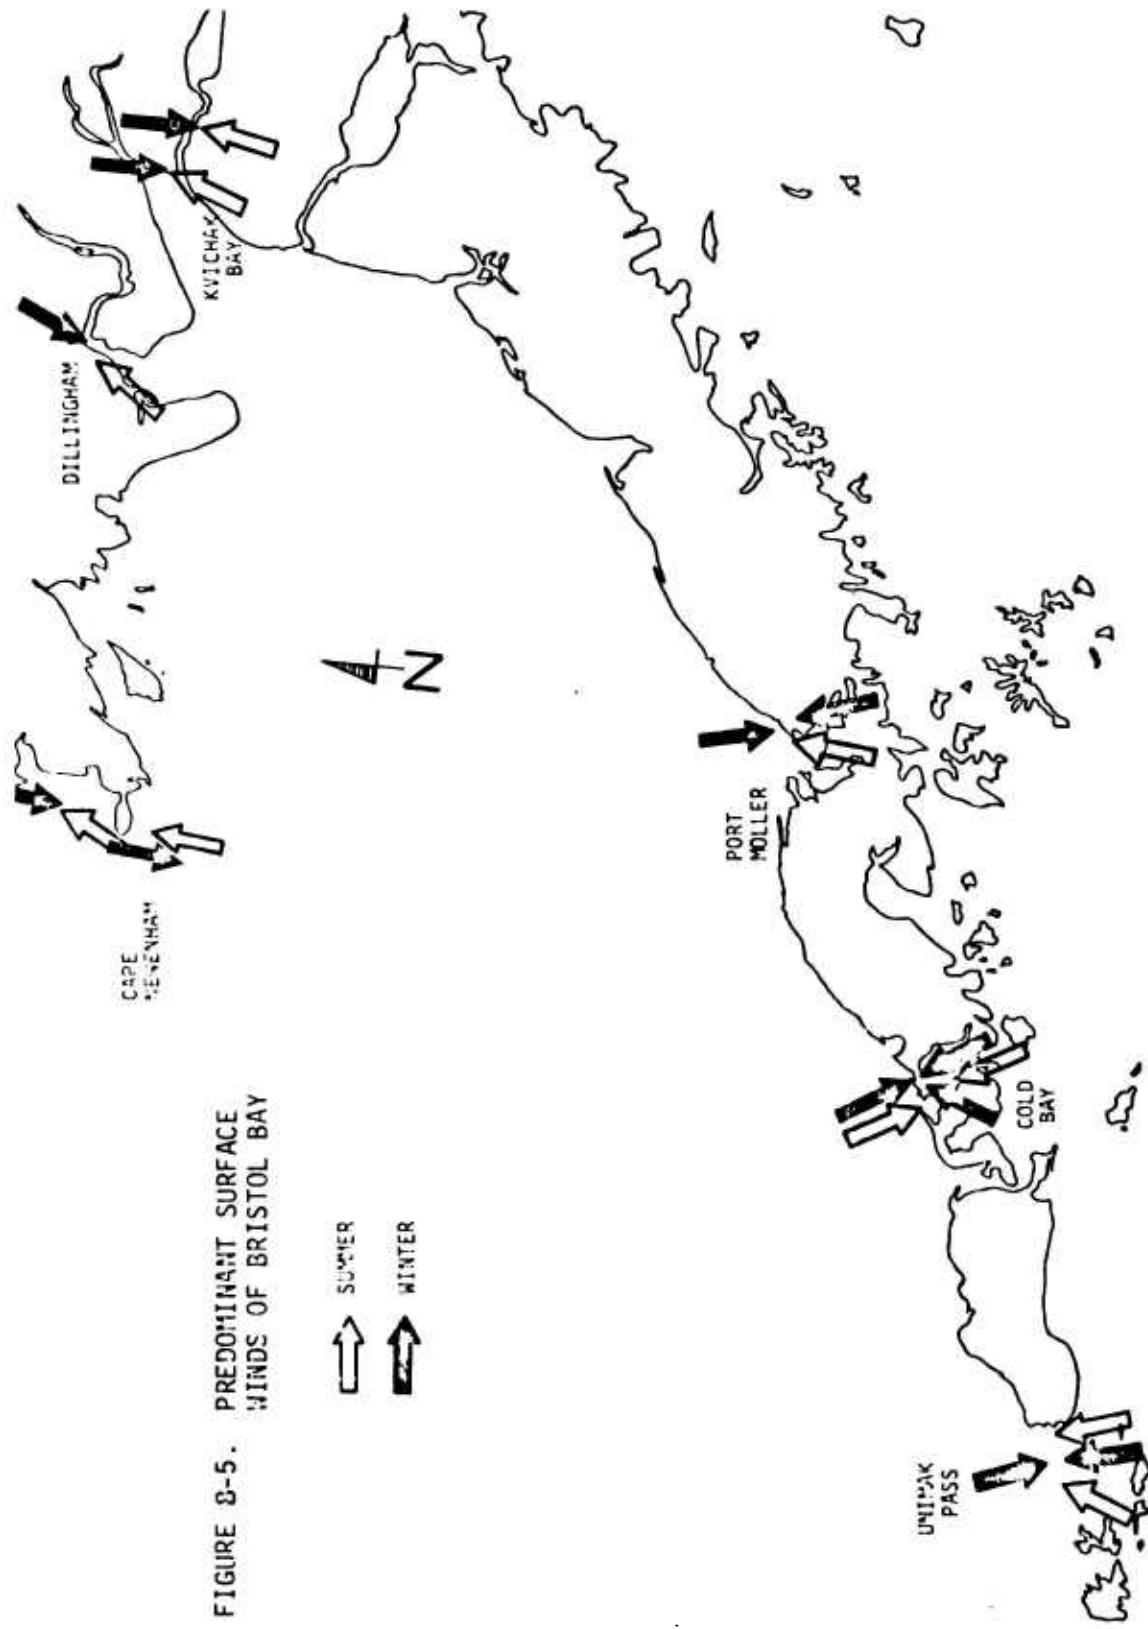 FIGURE 8-5. PREDOMINANT SURFACE
WINDS OF BRISTOL BAY
SUMMER
WINTER
CAPE
NEWENHAM
DILLINGHAM
KVICHAK
BAY
N
PORT
MOLLER
COLD
BAY
UNIMAK
PASS